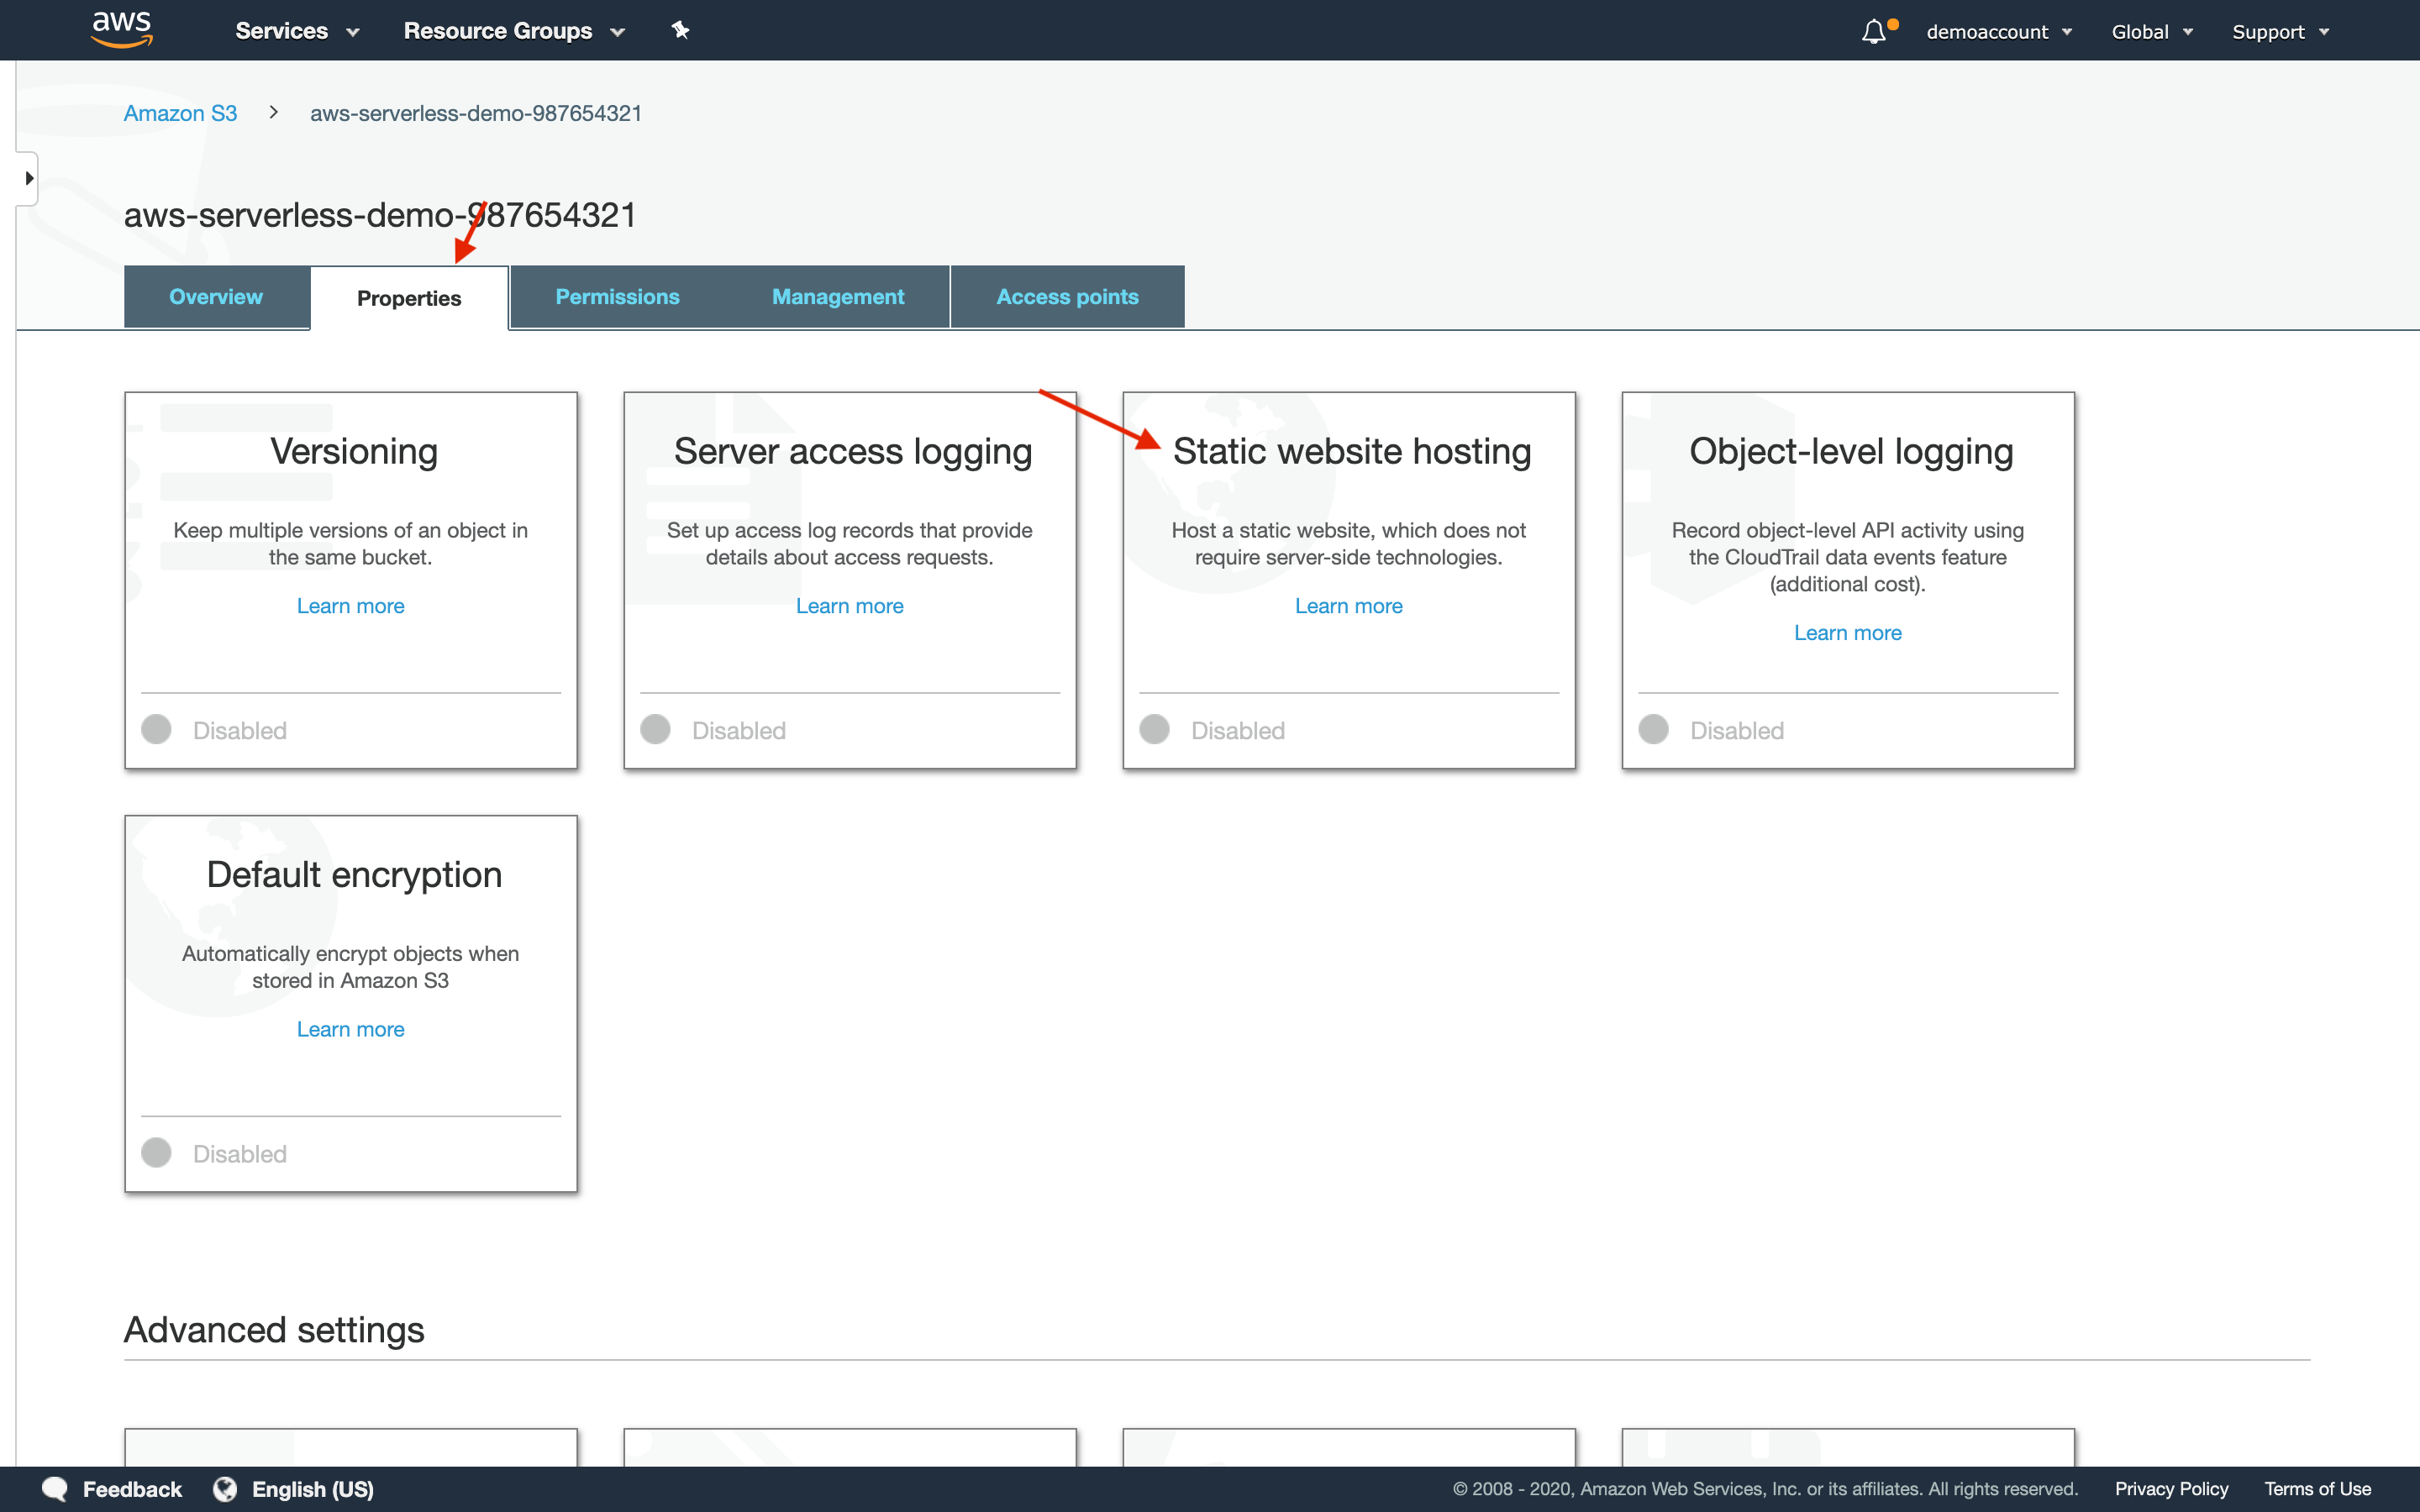 aws
Services
Resource Groups
demoaccount
Global
Support
Amazon S3
aws-serverless-demo-987654321
aws-serverless-demo-987654321
Overview
Properties
Permissions
Management
Access points
Versioning
Keep multiple versions of an object in
the same bucket.
Learn more
Disabled
Server access logging
Set up access log records that provide
details about access requests.
Learn more
Disabled
Static website hosting
Host a static website, which does not
require server-side technologies.
Learn more
Disabled
Object-level logging
Record object-level API activity using
the CloudTrail data events feature
(additional cost).
Learn more
Disabled
Default encryption
Automatically encrypt objects when
stored in Amazon S3
Learn more
Disabled
Advanced settings
Feedback
English (US)
© 2008 - 2020, Amazon Web Services, Inc. or its affiliates. All rights reserved.
Privacy Policy
Terms of Use